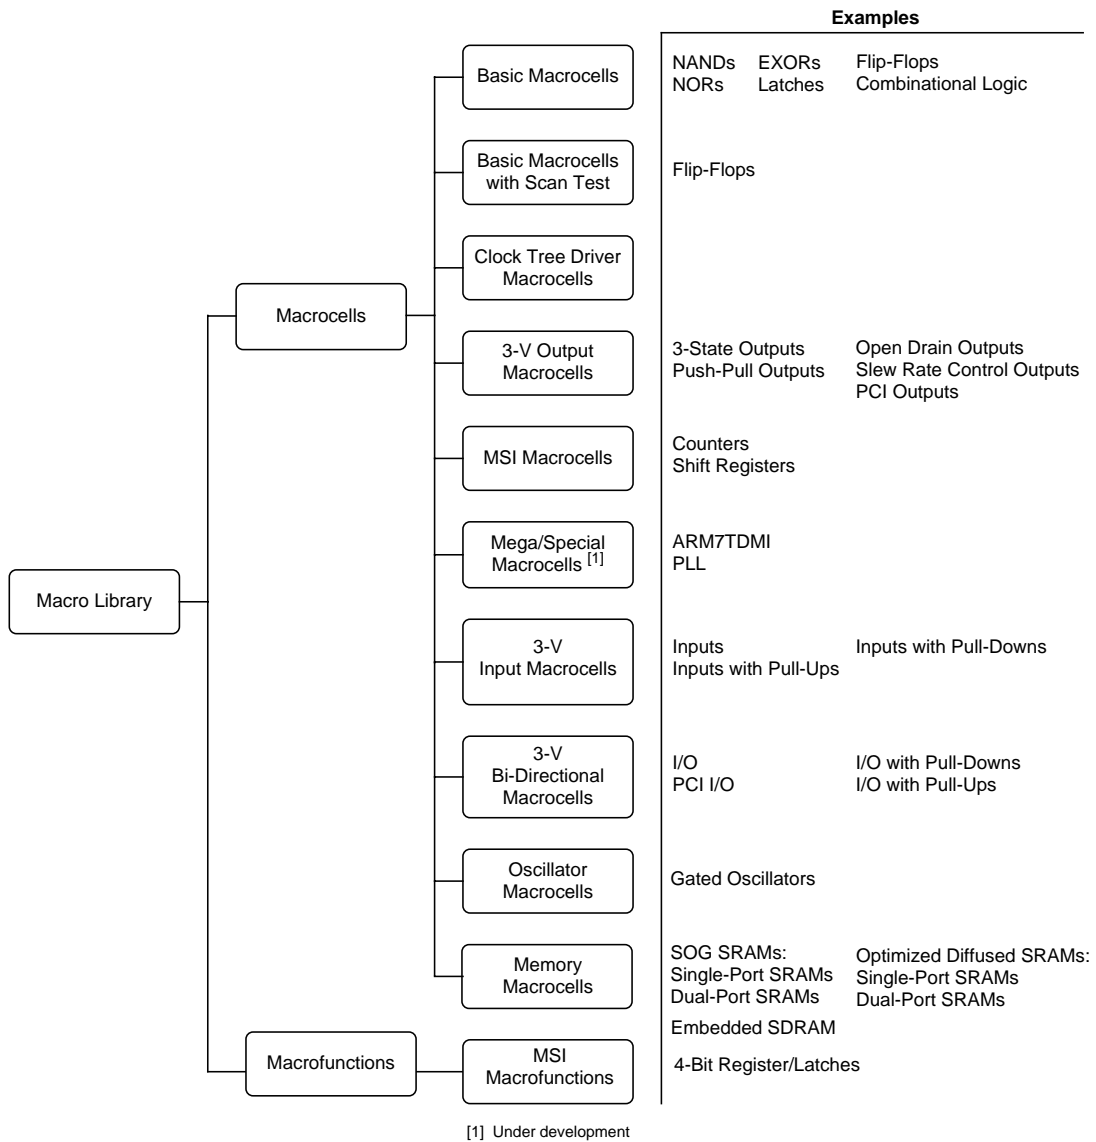 Examples
Basic Macrocells
NANDs EXORs Flip-Flops
NORs Latches Combinational Logic
Basic Macrocells
with Scan Test
Flip-Flops
Clock Tree Driver
Macrocells
Macrocells
3-V Output
Macrocells
3-State Outputs Open Drain Outputs
Push-Pull Outputs Slew Rate Control Outputs
PCI Outputs
MSI Macrocells
Counters
Shift Registers
Mega/Special
Macrocells [1]
ARM7TDMI
PLL
Macro Library
3-V
Input Macrocells
Inputs Inputs with Pull-Downs
Inputs with Pull-Ups
3-V
Bi-Directional
Macrocells
I/O I/O with Pull-Downs
PCI I/O I/O with Pull-Ups
Oscillator
Macrocells
Gated Oscillators
Memory
Macrocells
SOG SRAMs: Optimized Diffused SRAMs:
Single-Port SRAMs Single-Port SRAMs
Dual-Port SRAMs Dual-Port SRAMs
Embedded SDRAM
Macrofunctions
MSI
Macrofunctions
4-Bit Register/Latches
[1] Under development